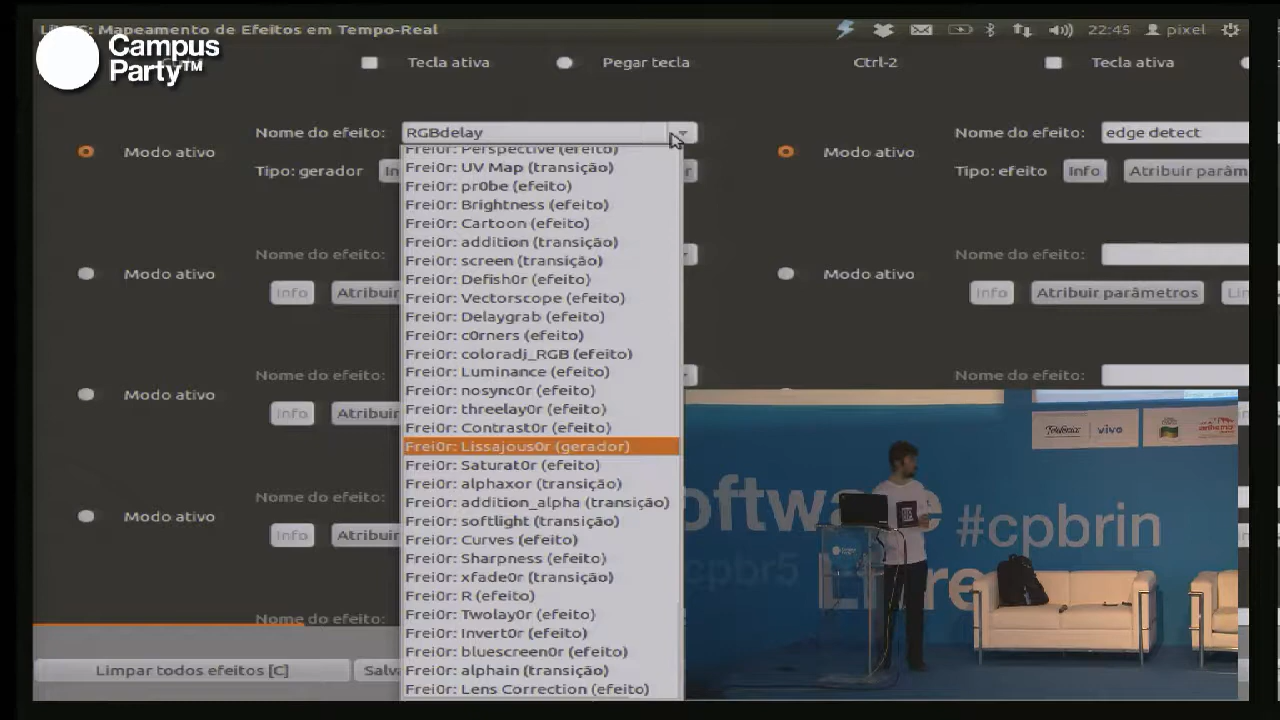 Mapeamento de Efeitos em Tempo-Real
22:45
pixel
Campus
Party™
Tecla ativa
Pegar tecla
Ctrl-2
Tecla ativa
Nome do efeito:
RGBdelay
Nome do efeito:
edge detect
Modo ativo
Modo ativo
Tipo: gerador
Tipo: efeito
Info
Atribuir parâm
Frei0r: Perspective (efeito)
Frei0r: UV Map (transição)
Frei0r: pr0be (efeito)
Frei0r: Brightness (efeito)
Frei0r: Cartoon (efeito)
Frei0r: addition (transição)
Frei0r: screen (transição)
Frei0r: Defish0r (efeito)
Frei0r: Vectorscope (efeito)
Frei0r: Delaygrab (efeito)
Frei0r: c0rners (efeito)
Frei0r: coloradj_RGB (efeito)
Frei0r: Luminance (efeito)
Frei0r: nosync0r (efeito)
Frei0r: threelay0r (efeito)
Frei0r: Contrast0r (efeito)
Frei0r: Lissajous0r (gerador)
Frei0r: Saturat0r (efeito)
Frei0r: alphaxor (transição)
Frei0r: addition_alpha (transição)
Frei0r: softlight (transição)
Frei0r: Curves (efeito)
Frei0r: Sharpness (efeito)
Frei0r: xfade0r (transição)
Frei0r: R (efeito)
Frei0r: Twolay0r (efeito)
Frei0r: Invert0r (efeito)
Frei0r: bluescreen0r (efeito)
Frei0r: alphain (transição)
Frei0r: Lens Correction (efeito)
Nome do efeito:
Nome do efeito:
Modo ativo
Modo ativo
Info
Atribuir
Info
Atribuir parâmetros
Nome do efeito:
Nome do efeito:
Modo ativo
Info
Atribuir
Nome do efeito:
Modo ativo
Info
Atribuir
Nome do efeito:
Limpar todos efeitos [C]
Salva
Telefónica
vivo
oftware
#cpbrin
cpbr5
Livre